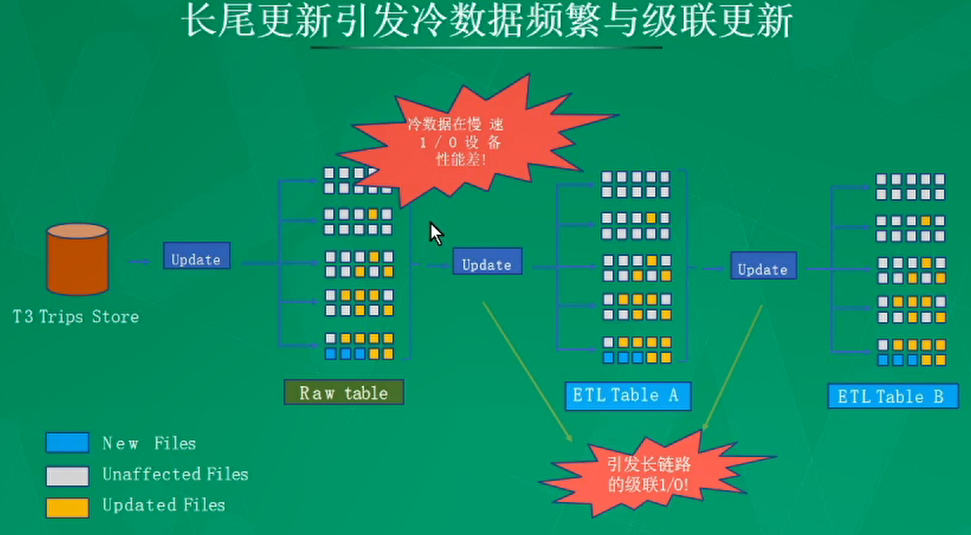 长尾更新引发冷数据频繁与级联更新
冷数据在慢 速
1 / 0 设 备
性能差!
Update
Update
Update
T3 Trips Store
Raw table
ETL Table A
ETL Table B
New Files
Unaffected Files
Updated Files
引发长链路
的级联1/0!